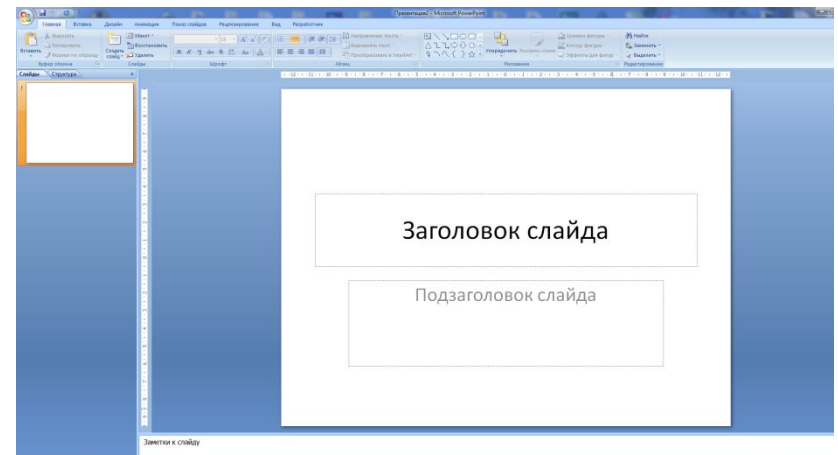 Презентация2 - Microsoft PowerPoint
Главная Вставка Дизайн Анимация Показ слайдов Рецензирование Вид Разработчик
Вставить
Вырезать
Копировать
Формат по образцу
Буфер обмена
Создать слайд
Макет
Восстановить
Удалить
Слайды
Ж К Ч
Шрифт
Направление текста
Выровнять текст
Преобразовать в SmartArt
Абзац
Упорядочить
Экспресс-стили
Заливка фигуры
Контур фигуры
Эффекты для фигур
Рисование
Найти
Заменить
Выделить
Редактирование
Слайды Структура
1
Заголовок слайда
Подзаголовок слайда
Заметки к слайду